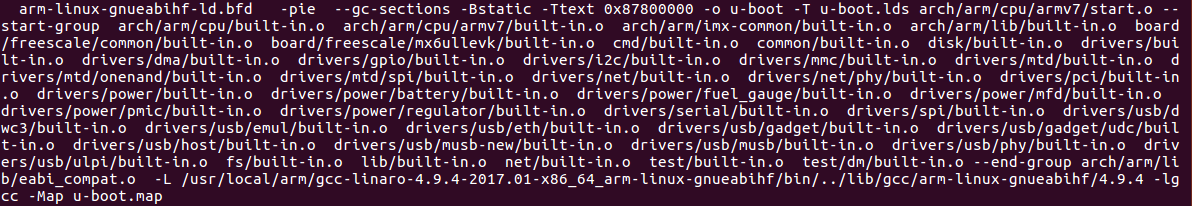 arm-linux-gnueabihf-ld.bfd   -pie  --gc-sections -Bstatic -Ttext 0x87800000 -o u-boot -T u-boot.lds arch/arm/cpu/armv7/start.o --
start-group  arch/arm/cpu/built-in.o  arch/arm/cpu/armv7/built-in.o  arch/arm/imx-common/built-in.o  arch/arm/lib/built-in.o  board
/freescale/common/built-in.o  board/freescale/mx6ullevk/built-in.o  cmd/built-in.o  common/built-in.o  disk/built-in.o  drivers/bui
lt-in.o  drivers/dma/built-in.o  drivers/gpio/built-in.o  drivers/i2c/built-in.o  drivers/mmc/built-in.o  drivers/mtd/built-in.o  d
rivers/mtd/onenand/built-in.o  drivers/mtd/spi/built-in.o  drivers/net/built-in.o  drivers/net/phy/built-in.o  drivers/pci/built-in
.o  drivers/power/built-in.o  drivers/power/battery/built-in.o  drivers/power/fuel_gauge/built-in.o  drivers/power/mfd/built-in.o
drivers/power/pmic/built-in.o  drivers/power/regulator/built-in.o  drivers/serial/built-in.o  drivers/spi/built-in.o  drivers/usb/d
wc3/built-in.o  drivers/usb/emul/built-in.o  drivers/usb/eth/built-in.o  drivers/usb/gadget/built-in.o  drivers/usb/gadget/udc/buil
t-in.o  drivers/usb/host/built-in.o  drivers/usb/musb-new/built-in.o  drivers/usb/musb/built-in.o  drivers/usb/phy/built-in.o  driv
ers/usb/ulpi/built-in.o  fs/built-in.o  lib/built-in.o  net/built-in.o  test/built-in.o  test/dm/built-in.o --end-group arch/arm/li
b/eabi_compat.o  -L /usr/local/arm/gcc-linaro-4.9.4-2017.01-x86_64_arm-linux-gnueabihf/bin/../lib/gcc/arm-linux-gnueabihf/4.9.4 -lg
cc -Map u-boot.map